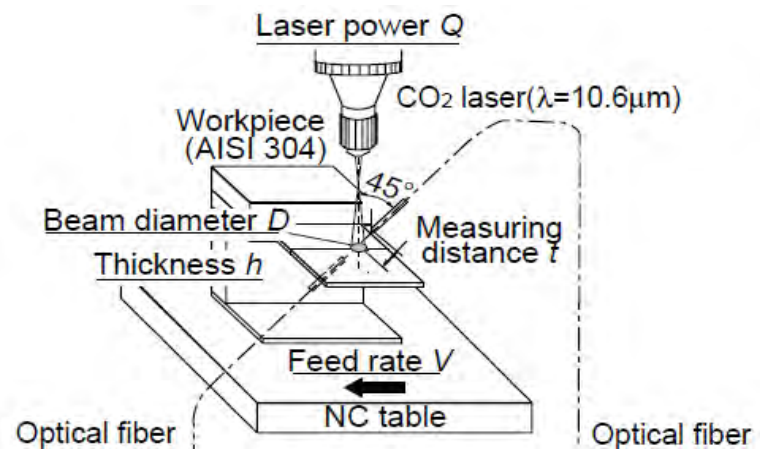 Laser power Q
CO2 laser(λ=10.6μm)
Workpiece
(AISI 304)
45°
Beam diameter D
Measuring
distance t
Thickness h
Feed rate V
NC table
Optical fiber
Optical fiber